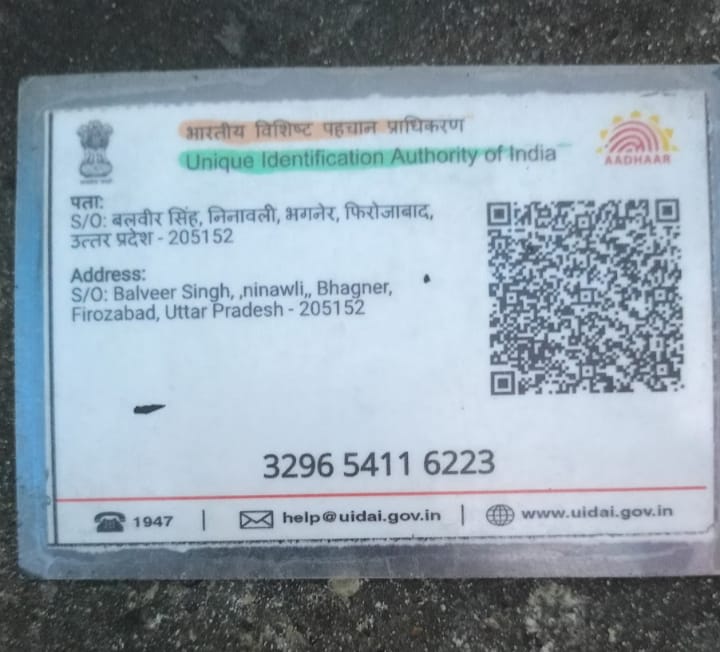 भारतीय विशिष्ट पहचान प्राधिकरण
Unique Identification Authority of India
AADHAAR
पता:
S/O: बलवीर सिंह, निनावली, भगनेर, फिरोजाबाद,
उत्तर प्रदेश - 205152
Address:
S/O: Balveer Singh, ,ninawli,, Bhagner,
Firozabad, Uttar Pradesh - 205152
3296 5411 6223
1947 | help@uidai.gov.in | www.uidai.gov.in